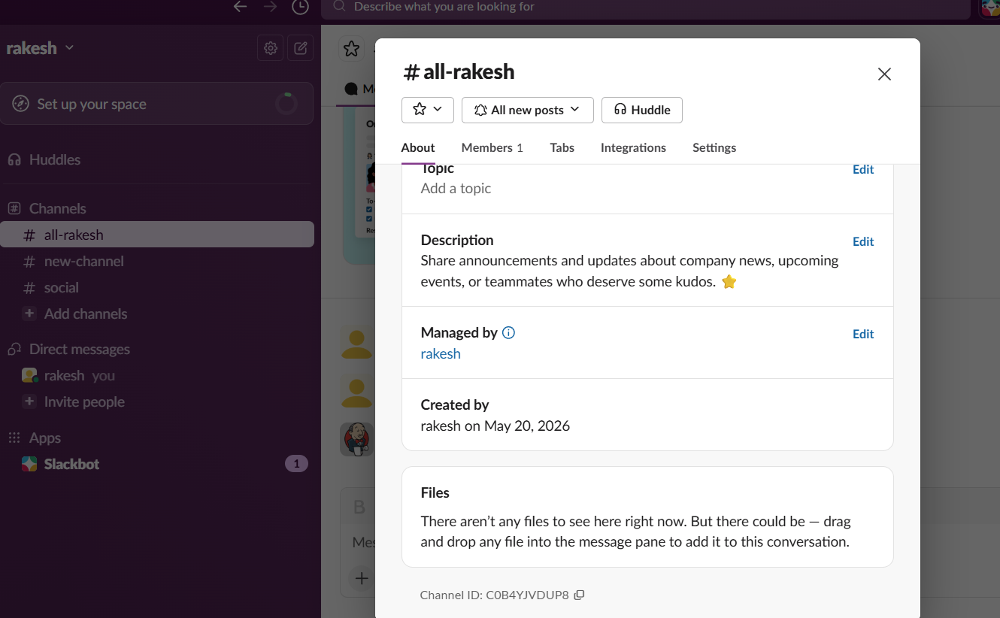 Describe what you are looking for
rakesh
Set up your space
Huddles
Channels
# all-rakesh
# new-channel
# social
+ Add channels
Direct messages
rakesh you
+ Invite people
Apps
Slackbot 1
# all-rakesh
All new posts
Huddle
About Members 1 Tabs Integrations Settings
Topic Edit
Add a topic
Description Edit
Share announcements and updates about company news, upcoming
events, or teammates who deserve some kudos. ⭐
Managed by Edit
rakesh
Created by
rakesh on May 20, 2026
Files
There aren’t any files to see here right now. But there could be — drag
and drop any file into the message pane to add it to this conversation.
Channel ID: C0B4YJVDUP8
B